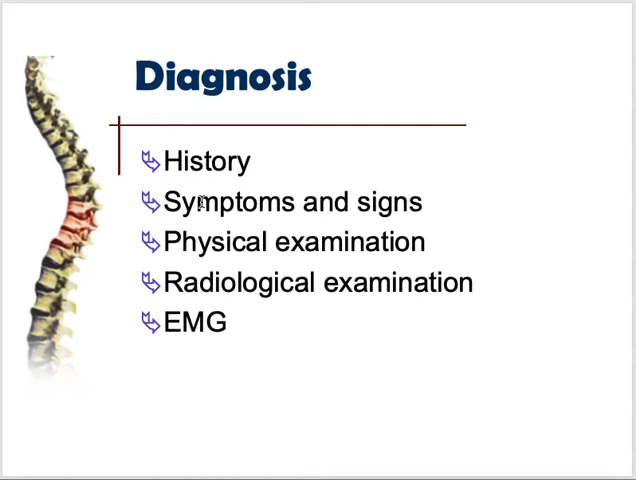 Diagnosis
History
Symptoms and signs
Physical examination
Radiological examination
EMG